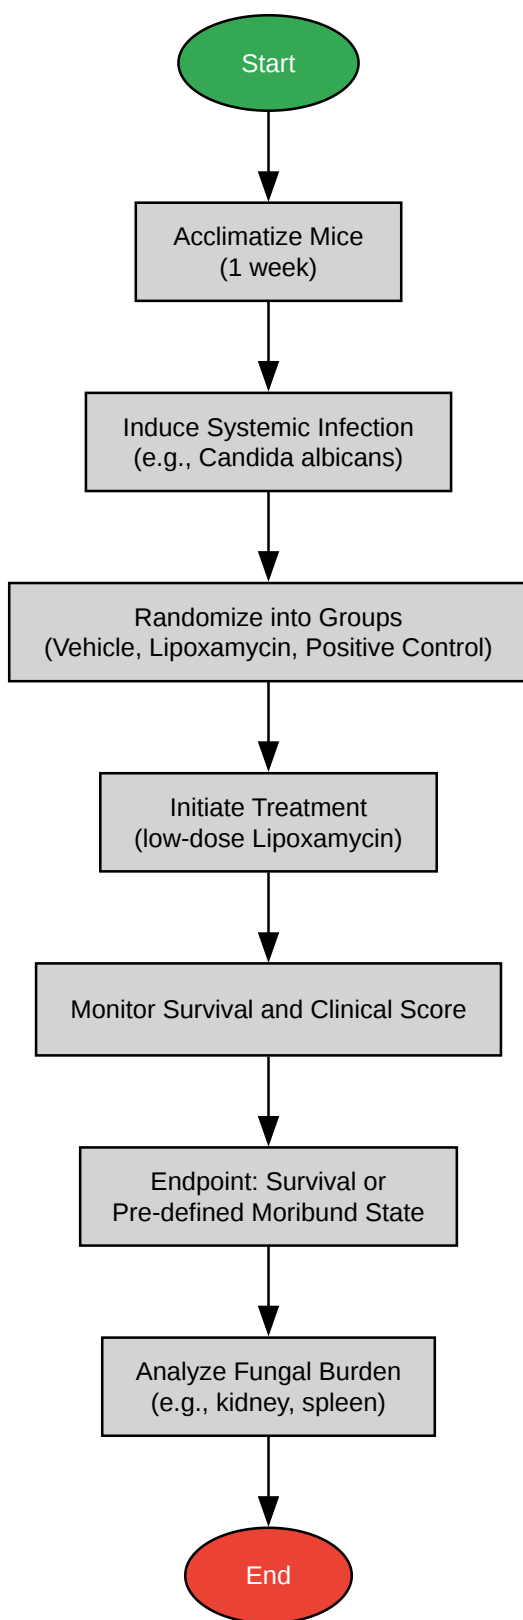 Start
Acclimatize Mice
(1 week)
Induce Systemic Infection
(e.g., Candida albicans)
Randomize into Groups
(Vehicle, Lipoxamycin, Positive Control)
Initiate Treatment
(low-dose Lipoxamycin)
Monitor Survival and Clinical Score
Endpoint: Survival or
Pre-defined Moribund State
Analyze Fungal Burden
(e.g., kidney, spleen)
End